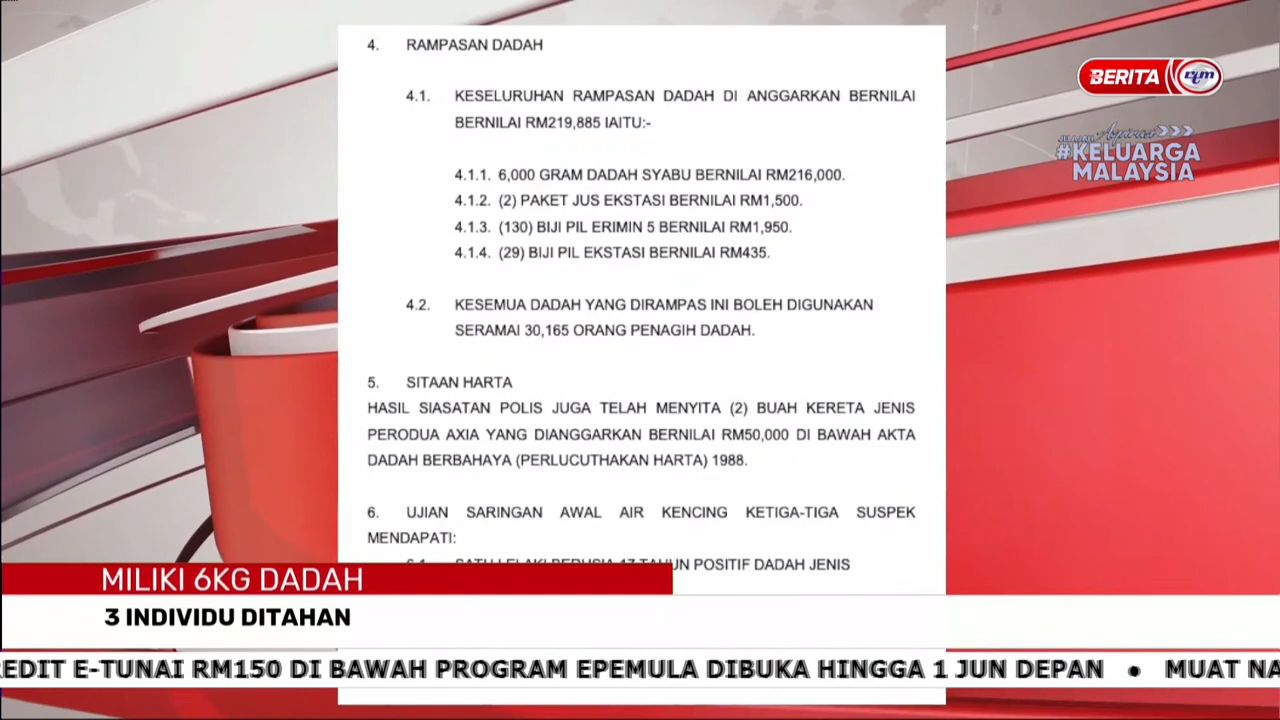 4. RAMPASAN DADAH
4.1. KESELURUHAN RAMPASAN DADAH DI ANGGARKAN BERNILAI
BERNILAI RM219,885 IAITU:-
4.1.1. 6,000 GRAM DADAH SYABU BERNILAI RM216,000.
4.1.2. (2) PAKET JUS EKSTASI BERNILAI RM1,500.
4.1.3. (130) BIJI PIL ERIMIN 5 BERNILAI RM1,950.
4.1.4. (29) BIJI PIL EKSTASI BERNILAI RM435.
4.2. KESEMUA DADAH YANG DIRAMPAS INI BOLEH DIGUNAKAN
SERAMAI 30,165 ORANG PENAGIH DADAH.
5. SITAAN HARTA
HASIL SIASATAN POLIS JUGA TELAH MENYITA (2) BUAH KERETA JENIS
PERODUA AXIA YANG DIANGGARKAN BERNILAI RM50,000 DI BAWAH AKTA
DADAH BERBAHAYA (PERLUCUTHAKAN HARTA) 1988.
6. UJIAN SARINGAN AWAL AIR KENCING KETIGA-TIGA SUSPEK
MENDAPATI:
POSITIF DADAH JENIS
BERITA rtm
JELAJAH Aspirasi
#KELUARGA
MALAYSIA
MILIKI 6KG DADAH
3 INDIVIDU DITAHAN
REDIT E-TUNAI RM150 DI BAWAH PROGRAM EPEMULA DIBUKA HINGGA 1 JUN DEPAN • MUAT NA